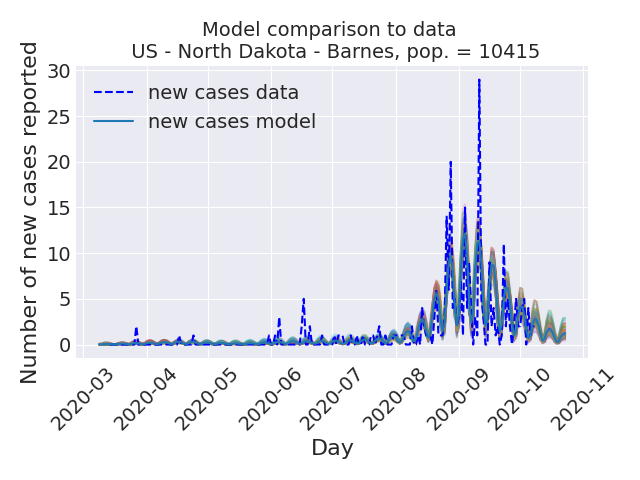 Model comparison to data
US - North Dakota - Barnes, pop. = 10415
Number of new cases reported
30
25
20
15
10
5
0
new cases data
new cases model
2020-03
2020-04
2020-05
2020-06
2020-07
2020-08
2020-09
2020-10
2020-11
Day